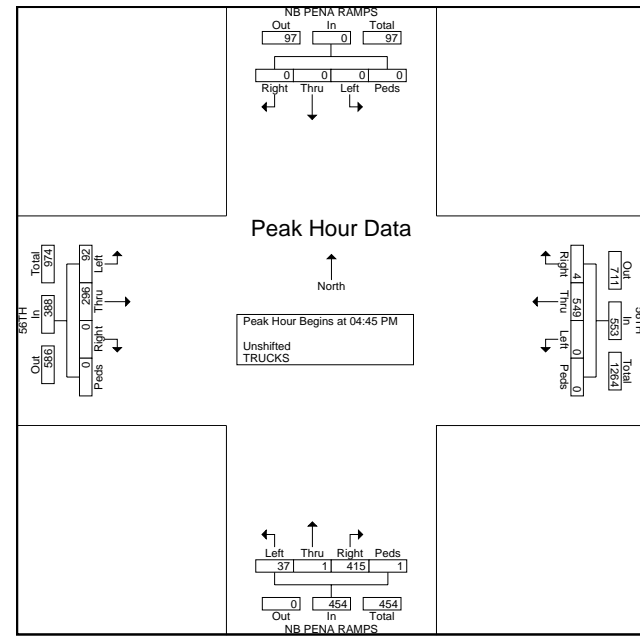 NB PENA RAMPS
Out In Total
97 0 97
0 0 0 0
Right Thru Left Peds
Peak Hour Data
North
Peak Hour Begins at 04:45 PM
Unshifted
TRUCKS
56TH
Total In Out
974 388 586
92 296 0 0
Left Thru Right Peds
Right Thru Left Peds
4 549 0 0
Out In Total
711 553 1264
56TH
Left Thru Right Peds
37 1 415 1
0 454 454
Out In Total
NB PENA RAMPS